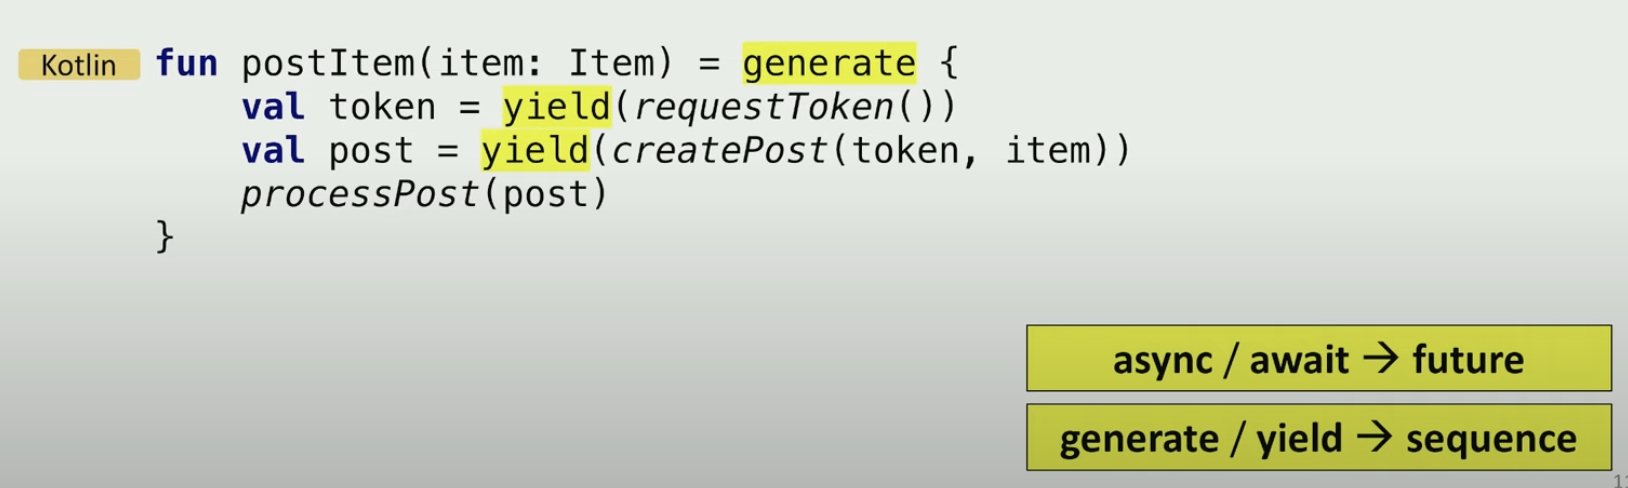 Kotlin fun postItem(item: Item) = generate {
    val token = yield(requestToken())
    val post = yield(createPost(token, item))
    processPost(post)
}
async / await → future
generate / yield → sequence